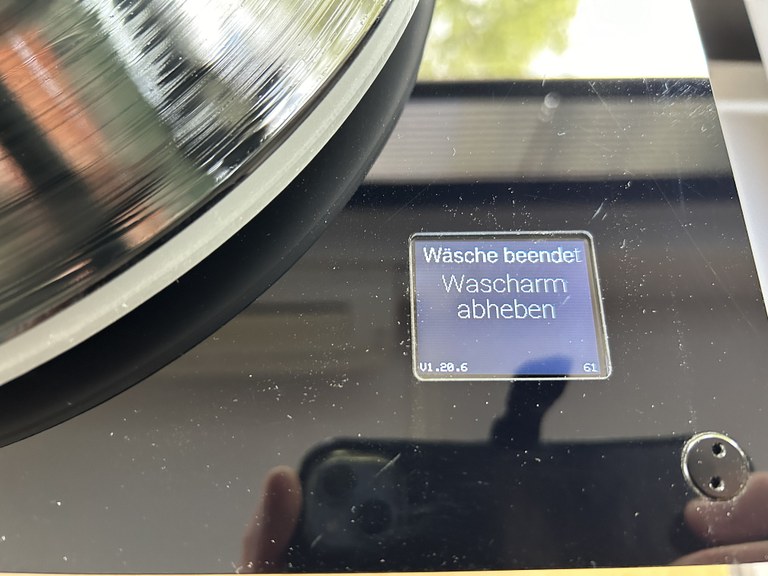 Wäsche beendet
Wascharm
abheben
V1.20.6
61